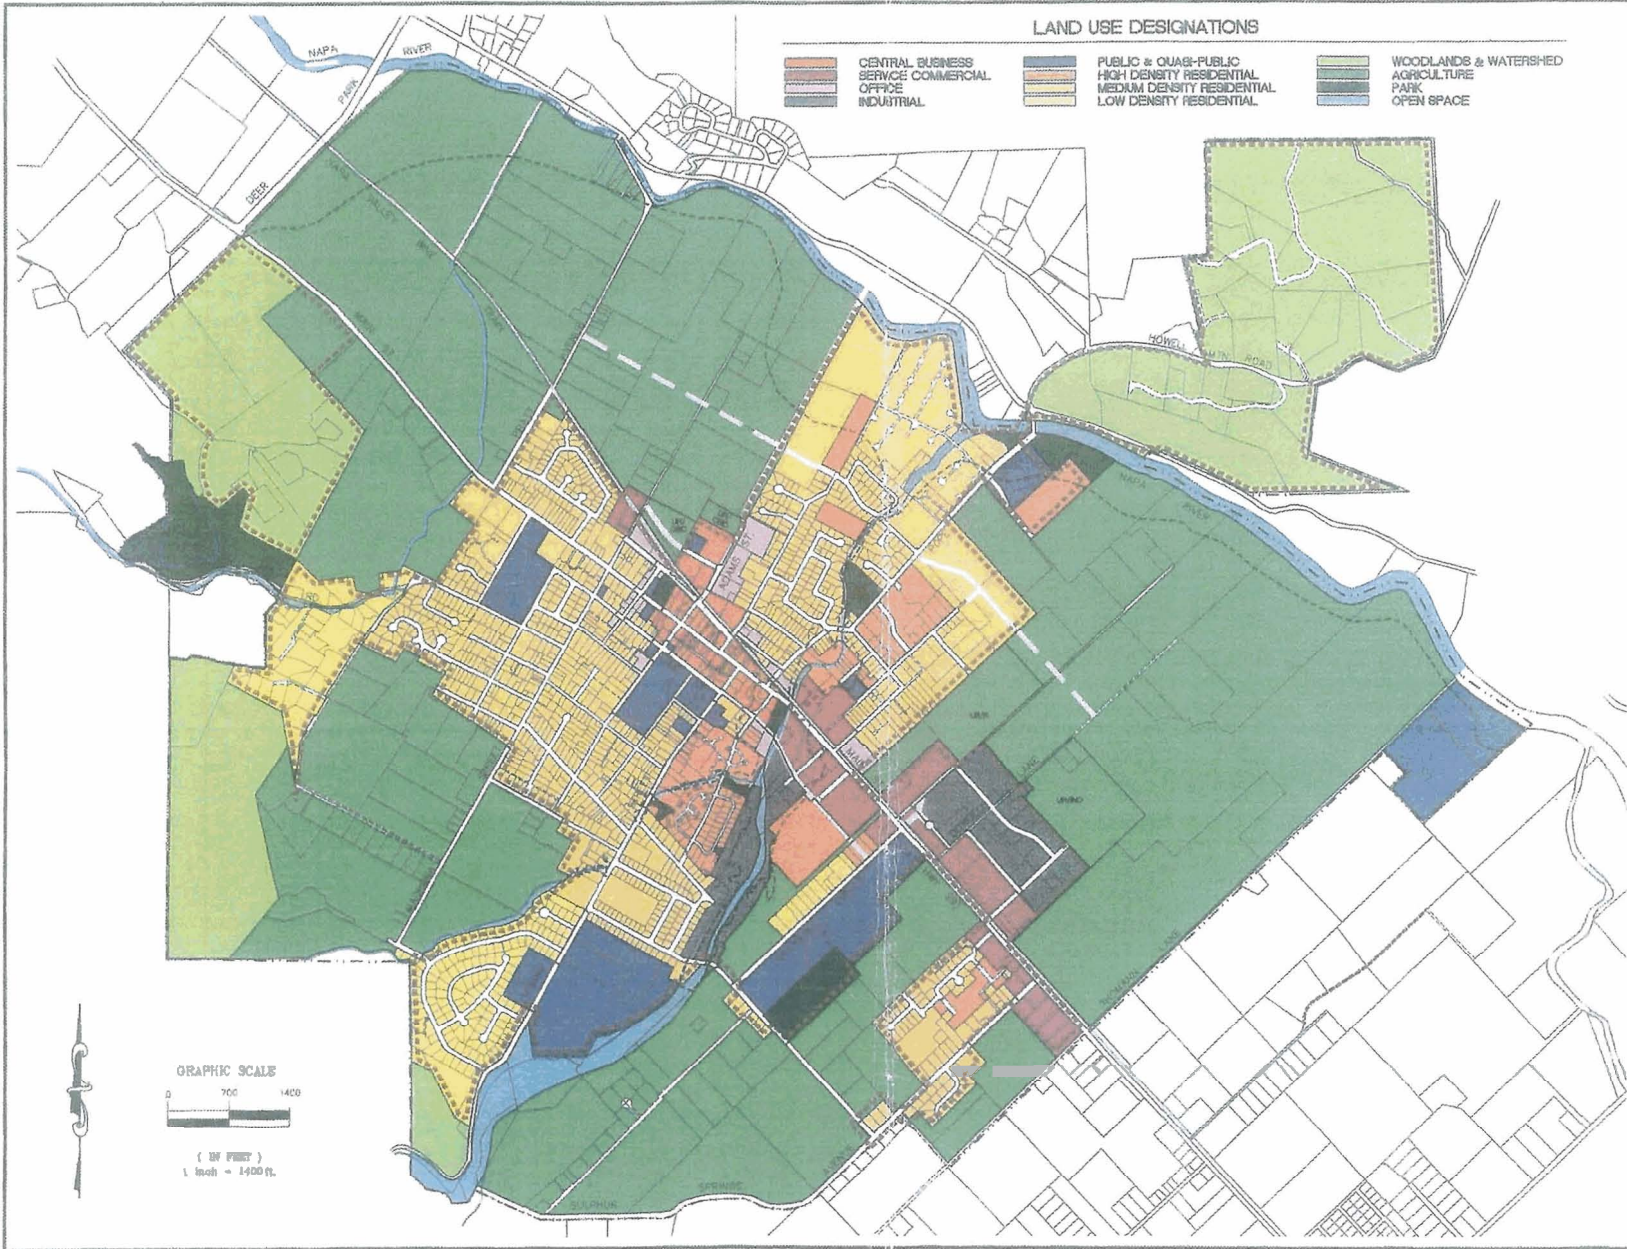 LAND USE DESIGNATIONS
CENTRAL BUSINESS
SERVICE COMMERCIAL
OFFICE
INDUSTRIAL
PUBLIC & QUASI-PUBLIC
HIGH DENSITY RESIDENTIAL
MEDIUM DENSITY RESIDENTIAL
LOW DENSITY RESIDENTIAL
WOODLANDS & WATERSHED
AGRICULTURE
PARK
OPEN SPACE
NAPA RIVER
DEER PARK
HOWELL MTN ROAD
NAPA RIVER
ADAMS ST.
MAIN
LANE
SULPHUR SPRINGS
GRAPHIC SCALE
0 700 1400
( IN FEET )
1 inch = 1400 ft.